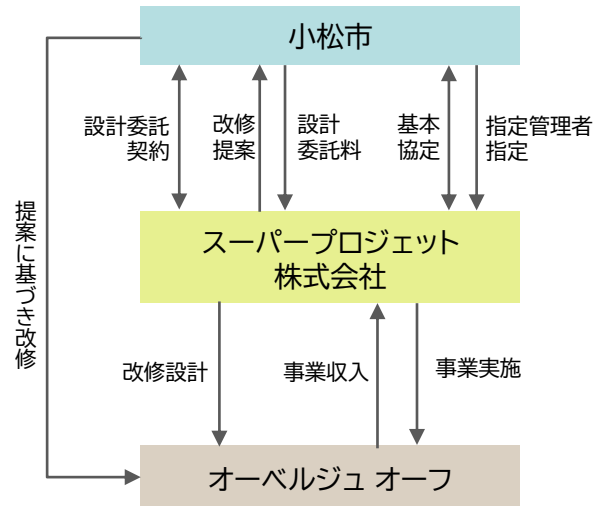 小松市
設計委託
契約
改修
提案
設計
委託料
基本
協定
指定管理者
指定
提案に基づき改修
スーパープロジェット
株式会社
改修設計
事業収入
事業実施
オーベルジュ オーフ